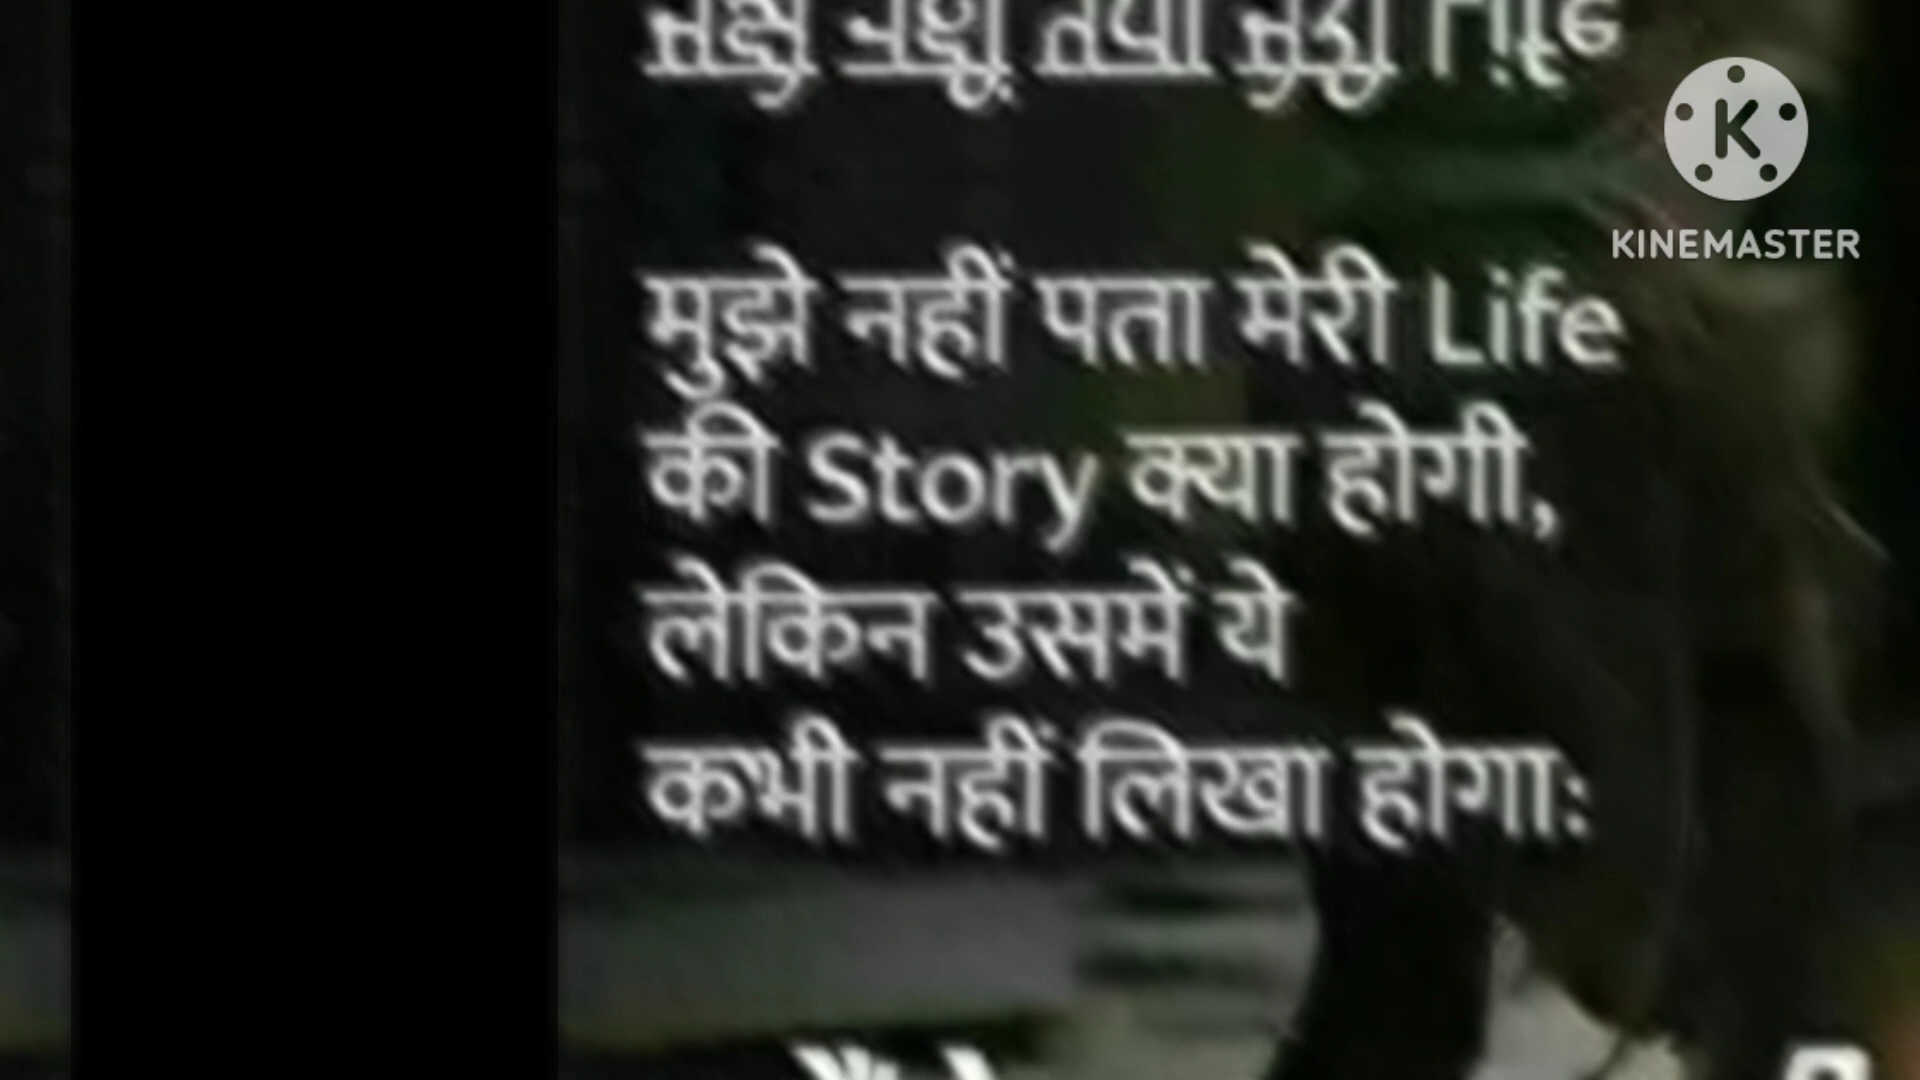 KINEMASTER
मुझे नहीं पता मेरी Life
की Story क्या होगी,
लेकिन उसमें ये
कभी नहीं लिखा होगाः